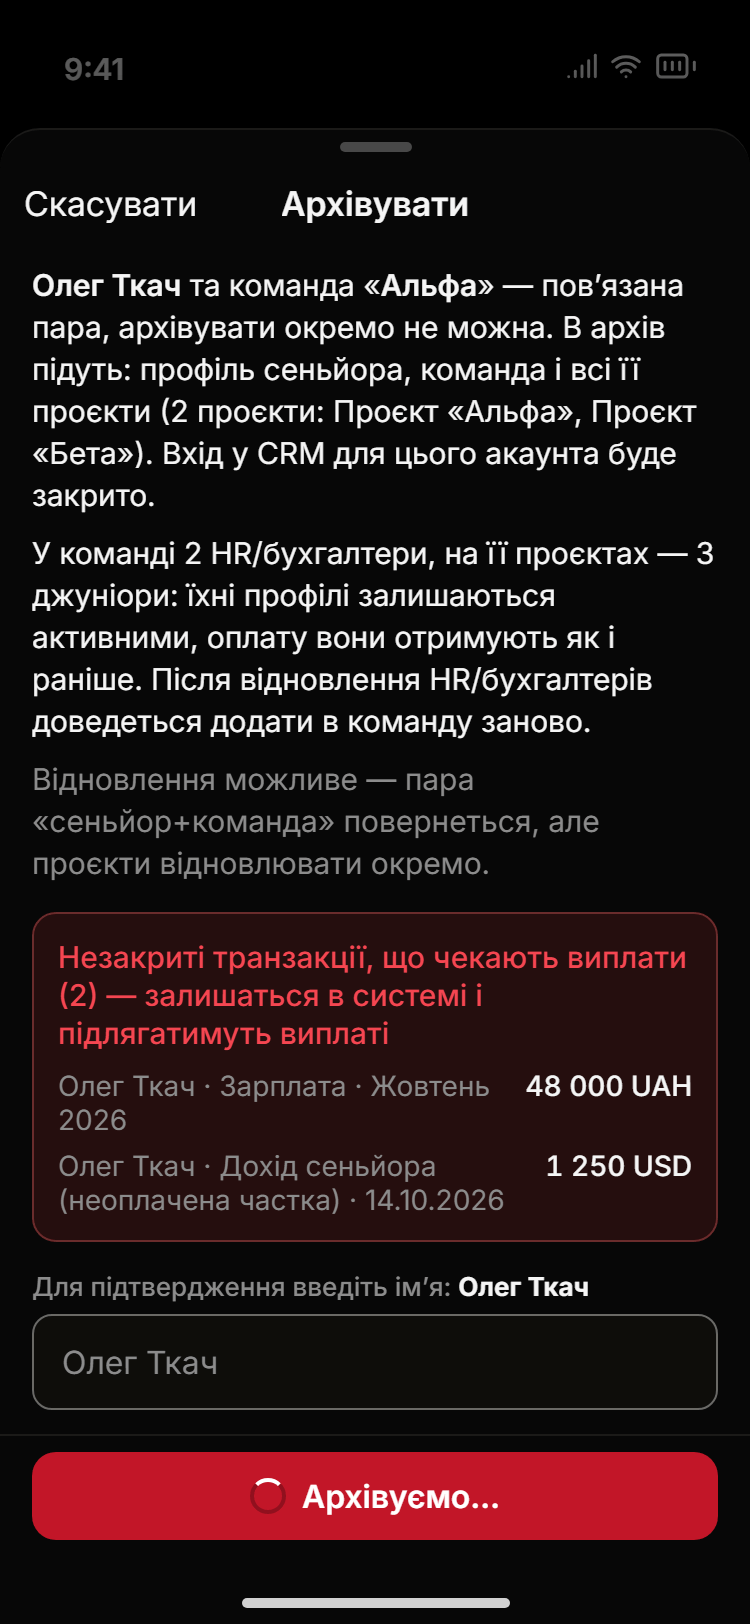 9:41
Скасувати
Архівувати
Олег Ткач та команда «Альфа» — пов’язана
пара, архівувати окремо не можна. В архів
підуть: профіль сеньйора, команда і всі її
проєкти (2 проєкти: Проєкт «Альфа», Проєкт
«Бета»). Вхід у CRM для цього акаунта буде
закрито.
У команді 2 HR/бухгалтери, на її проєктах — 3
джуніори: їхні профілі залишаються
активними, оплату вони отримують як і
раніше. Після відновлення HR/бухгалтерів
доведеться додати в команду заново.
Відновлення можливе — пара
«сеньйор+команда» повернеться, але
проєкти відновлювати окремо.
Незакриті транзакції, що чекають виплати
(2) — залишаться в системі і
підлягатимуть виплаті
Олег Ткач · Зарплата · Жовтень 48 000 UAH
2026
Олег Ткач · Дохід сеньйора 1 250 USD
(неоплачена частка) · 14.10.2026
Для підтвердження введіть ім’я: Олег Ткач
Олег Ткач
Архівуємо...